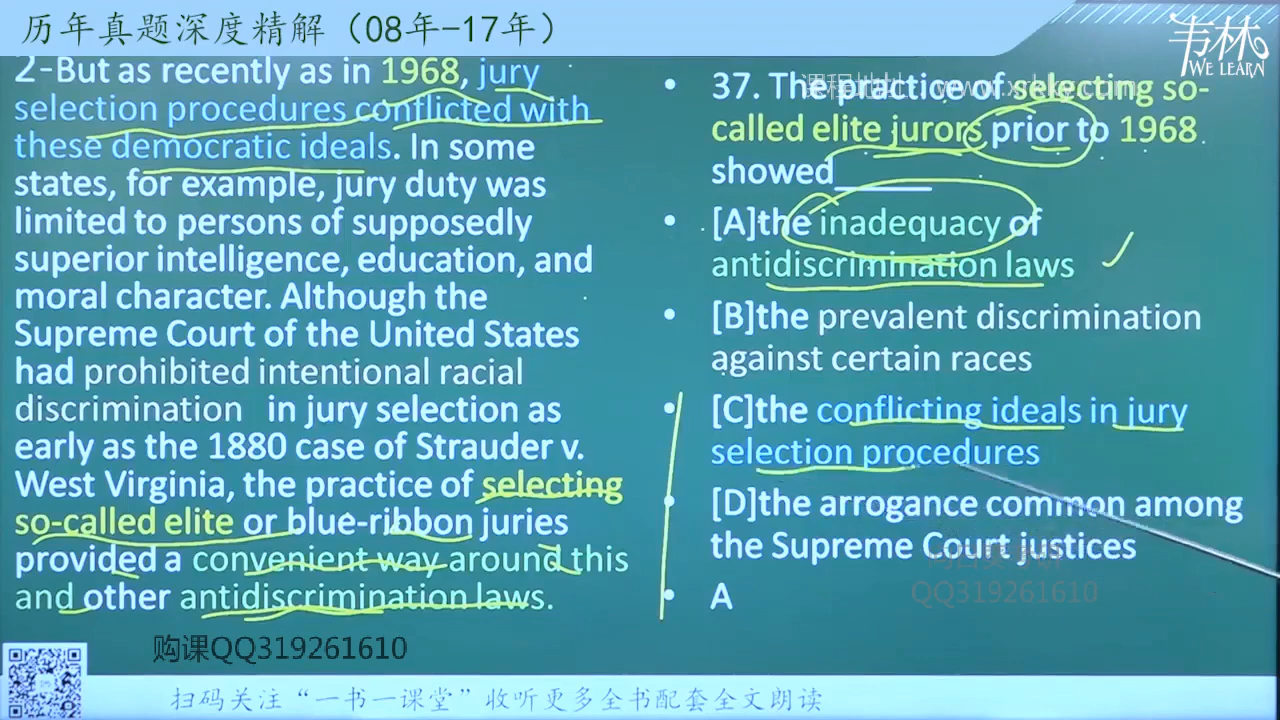 历年真题深度精解（08年-17年）
韦林
WE LEARN
2-But as recently as in 1968, jury
selection procedures conflicted with
these democratic ideals. In some
states, for example, jury duty was
limited to persons of supposedly
superior intelligence, education, and
moral character. Although the
Supreme Court of the United States
had prohibited intentional racial
discrimination in jury selection as
early as the 1880 case of Strauder v.
West Virginia, the practice of selecting
so-called elite or blue-ribbon juries
provided a convenient way around this
and other antidiscrimination laws.
• 37. The practice of selecting so-
called elite jurors prior to 1968
showed______
• [A]the inadequacy of
antidiscrimination laws
• [B]the prevalent discrimination
against certain races
• [C]the conflicting ideals in jury
selection procedures
• [D]the arrogance common among
the Supreme Court justices
• A
QQ319261610
购课QQ319261610
扫码关注“一书一课堂”收听更多全书配套全文朗读